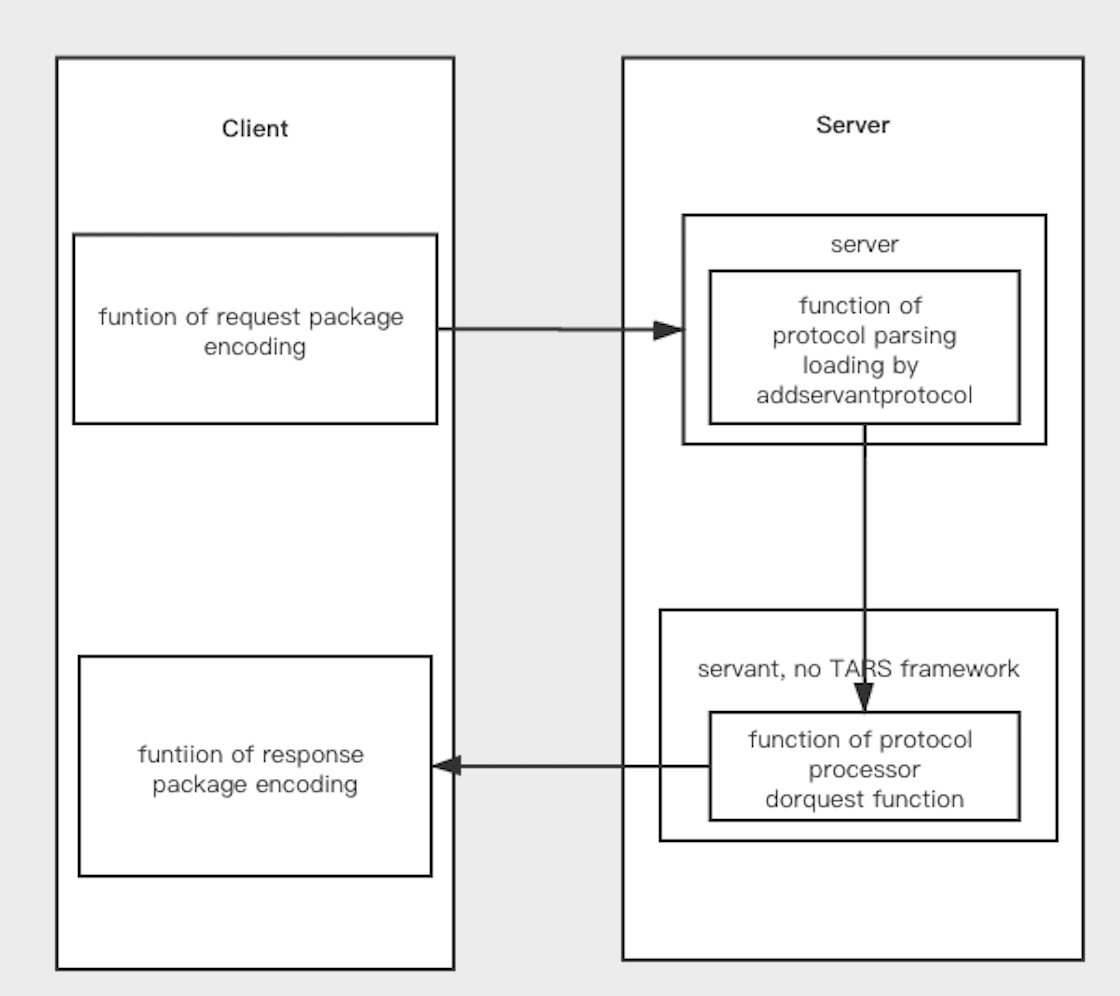 Client
funtion of request package
encoding
funtiion of response
package encoding
Server
server
function of
protocol parsing
loading by
addservantprotocol
servant, no TARS framework
function of protocol
processor
dorquest function